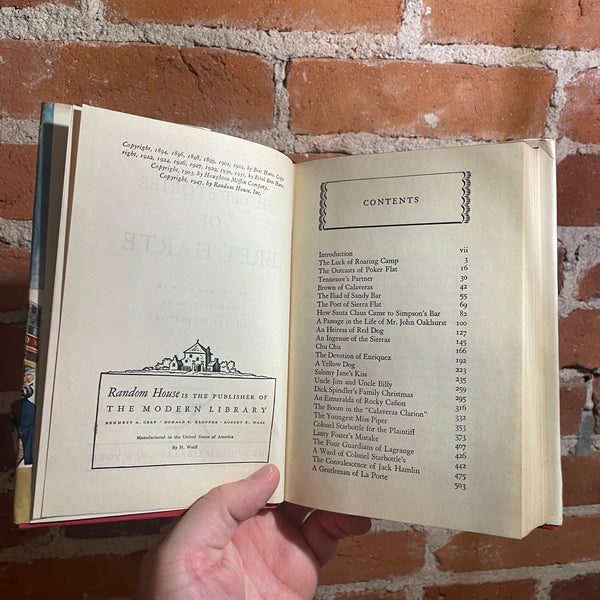 Copyright, 1894, 1896, 1898, 1899, 1901, 1902, by Bret Harte. Copy-
right, 1922, 1924, 1926, 1927, 1929, 1930, 1931, by Ethel Bret Harte.
Copyright, 1903, by Houghton Mifflin Company.
Copyright, 1947, by Random House, Inc.
BRET HARTE
Random House IS THE PUBLISHER OF
THE MODERN LIBRARY
BENNETT A. CERF · DONALD S. KLOPFER · ROBERT K. HAAS
Manufactured in the United States of America
By H. Wolff
CONTENTS
Introduction vii
The Luck of Roaring Camp 3
The Outcasts of Poker Flat 16
Tennessee's Partner 30
Brown of Calaveras 42
The Iliad of Sandy Bar 55
The Poet of Sierra Flat 69
How Santa Claus Came to Simpson's Bar 82
A Passage in the Life of Mr. John Oakhurst 100
An Heiress of Red Dog 127
An Ingenue of the Sierras 145
Chu Chu 166
The Devotion of Enriquez 192
A Yellow Dog
Salomy Jane's Kiss
Uncle Jim and Uncle Billy
Dick Spindler's Family Christmas
An Esmeralda of Rocky Cañon
The Boom in the "Calaveras Clarion"
The Youngest Miss Piper
Colonel Starbottle for the Plaintiff
Lanty Foster's Mistake 407
The Four Guardians of Lagrange 426
A Ward of Colonel Starbottle's 442
The Convalescence of Jack Hamlin 475
A Gentleman of La Porte 503